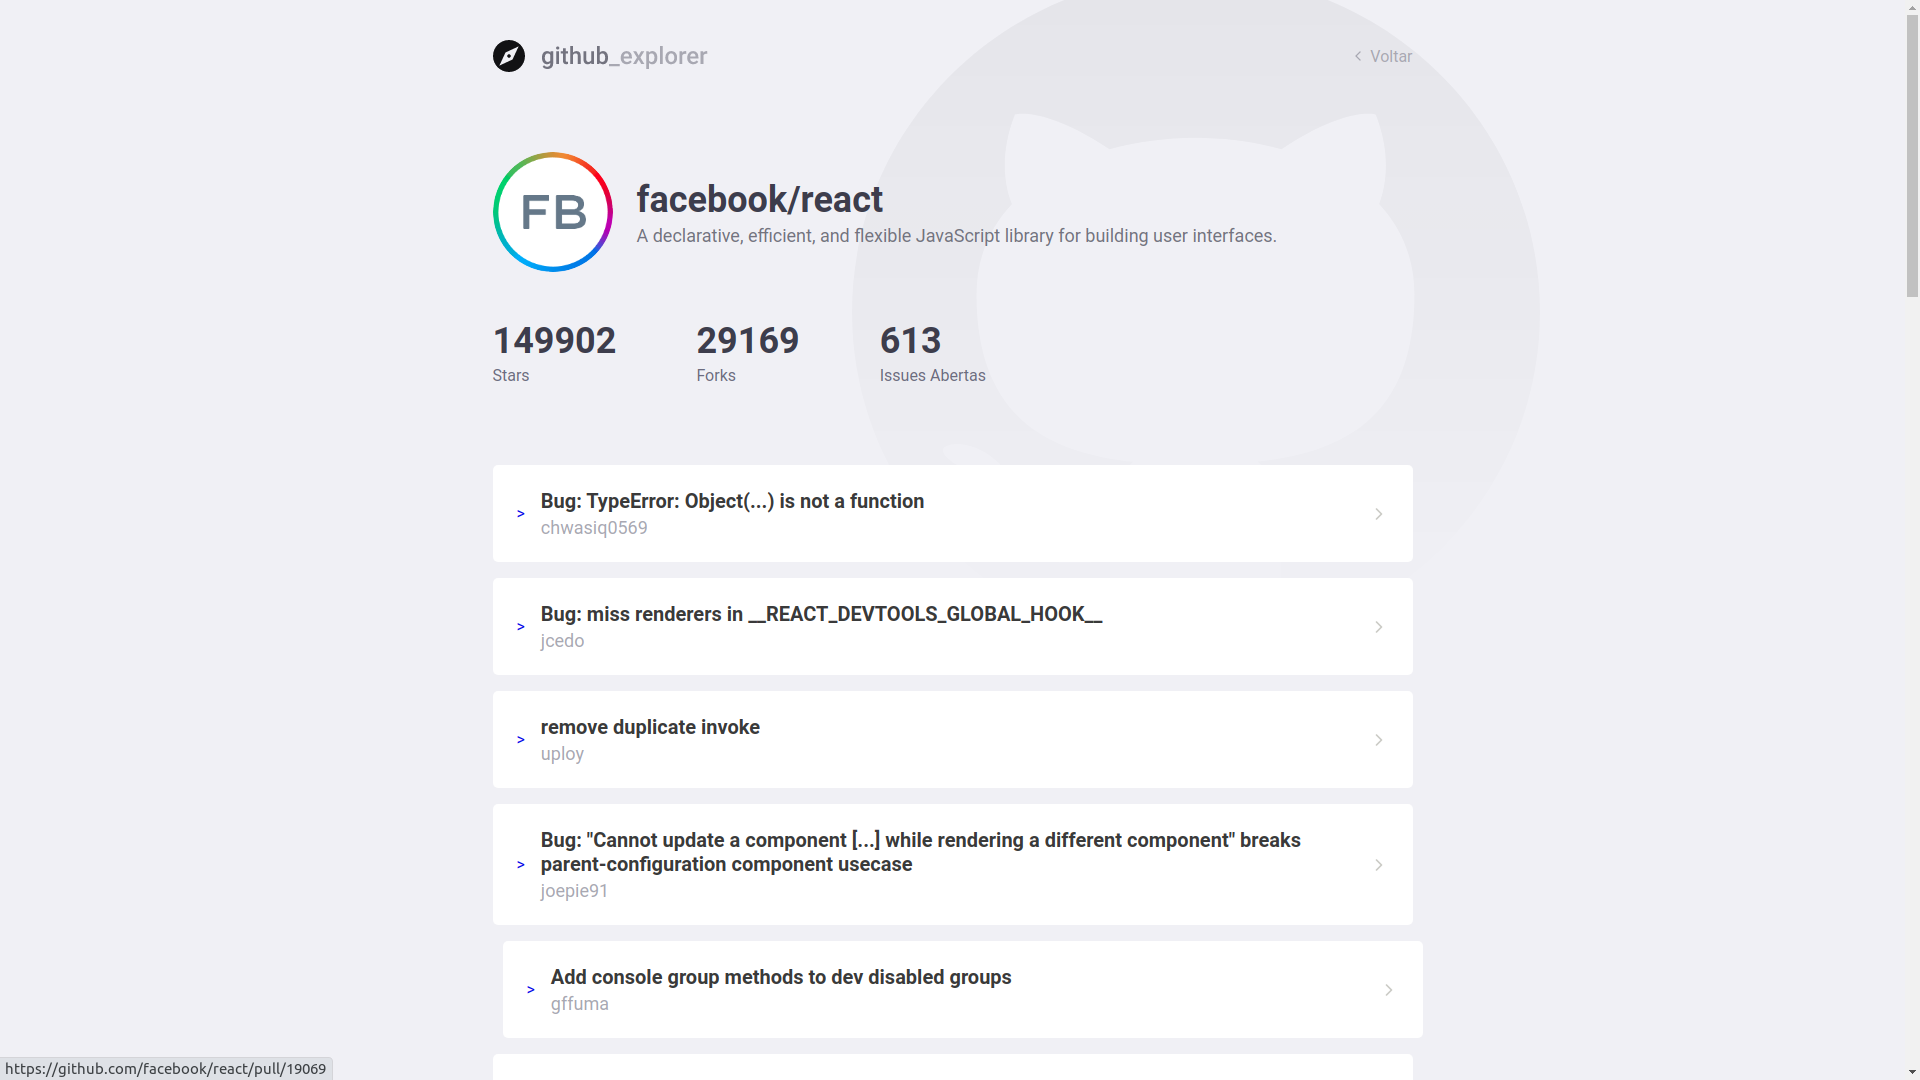 github_explorer
Voltar
FB
facebook/react
A declarative, efficient, and flexible JavaScript library for building user interfaces.
149902
29169
613
Stars
Forks
Issues Abertas
Bug: TypeError: Object(...) is not a function
>
chwasiq0569
Bug: miss renderers in __REACT_DEVTOOLS_GLOBAL_HOOK__
>
jcedo
remove duplicate invoke
>
uploy
Bug: "Cannot update a component [...] while rendering a different component" breaks
> parent-configuration component usecase
joepie91
Add console group methods to dev disabled groups
>
gffuma
https://github.com/facebook/react/pull/19069